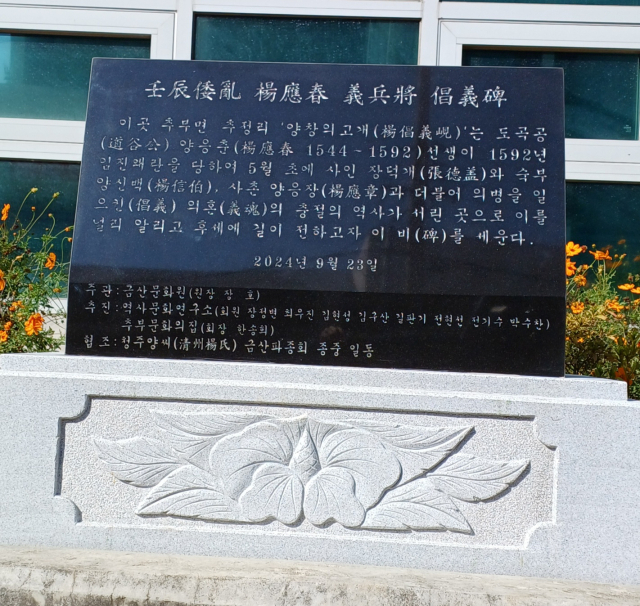 壬辰倭亂 楊應春 義兵將 倡義碑
이곳 추부면 추정리 '양창의고개(楊倡義峴)'는 도곡공
(道谷公) 양응춘(楊應春 1544~1592)선생이 1592년
임진왜란을 당하여 5월 초에 사인 장덕개(張德盖)와 숙부
양신백(楊信伯), 사촌 양응장(楊應章)과 더불어 의병을 일
으킨(倡義) 의혼(義魂)의 충절의 역사가 서린 곳으로 이를
널리 알리고 후세에 길이 전하고자 이 비(碑)를 세운다.
2024년 9월 23일
주 관 : 금산문화원(원장 장 호)
추 진 : 역사문화연구소(회원 장정변 최우진 김현성 김구산 길판기 전현선 전기수 박수찬)
추부문화의집(회장 한송희)
협 조 : 청주양씨(清州楊氏) 금산파종회 종중 일동